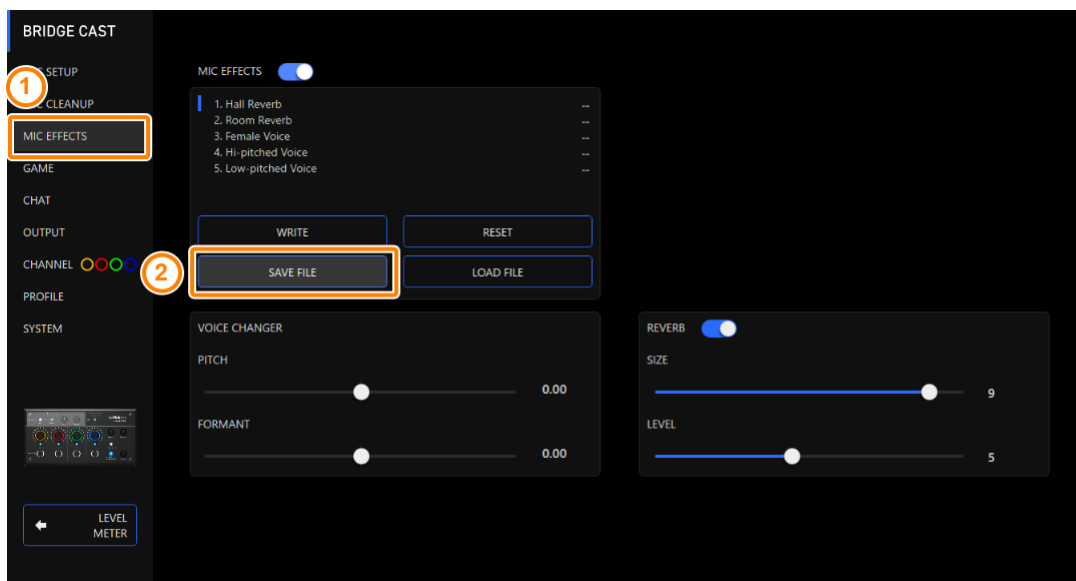 BRIDGE CAST
SETUP
1
CLEANUP
MIC EFFECTS
GAME
CHAT
OUTPUT
CHANNEL
PROFILE
SYSTEM
LEVEL
METER
MIC EFFECTS
1. Hall Reverb ...
2. Room Reverb ...
3. Female Voice ...
4. Hi-pitched Voice ...
5. Low-pitched Voice ...
WRITE RESET
2 SAVE FILE LOAD FILE
VOICE CHANGER
PITCH
0.00
FORMANT
0.00
REVERB
SIZE
9
LEVEL
5